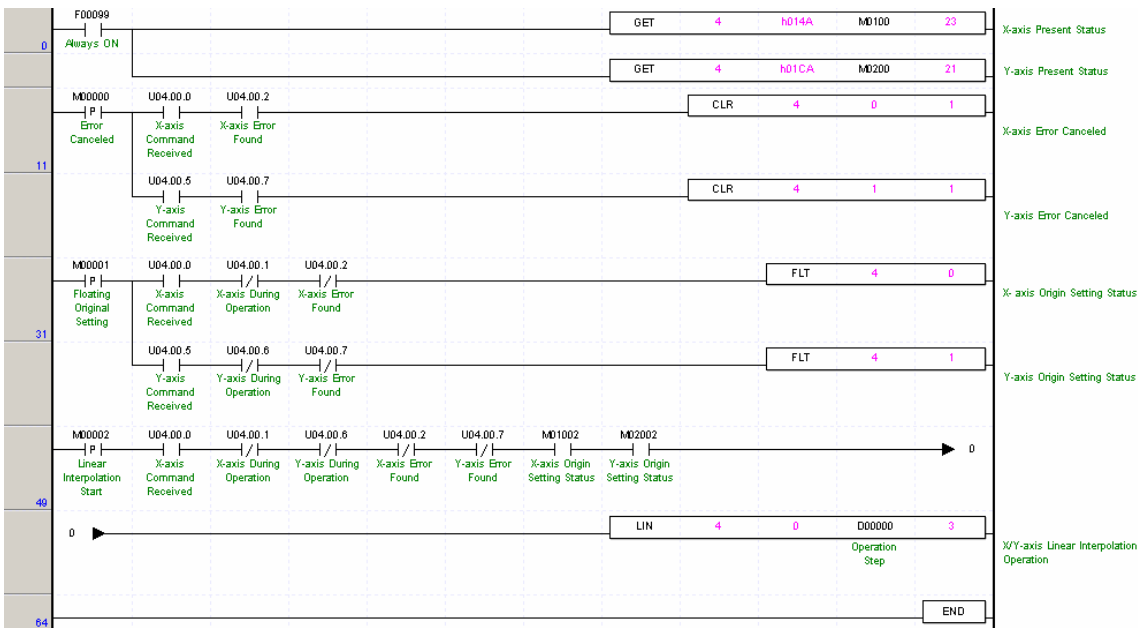 F00099
GET 4 h014A M0100 23
Always ON
X-axis Present Status
0
GET 4 h01CA M0200 21
Y-axis Present Status
M00000 U04.00.0 U04.00.2
P
CLR 4 0 1
Error Canceled
X-axis Command Received
X-axis Error Found
X-axis Error Canceled
11
U04.00.5 U04.00.7
CLR 4 1 1
Y-axis Command Received
Y-axis Error Found
Y-axis Error Canceled
M00001 U04.00.0 U04.00.1 U04.00.2
P
FLT 4 0
Floating Original Setting
X-axis Command Received
X-axis During Operation
X-axis Error Found
X- axis Origin Setting Status
31
U04.00.5 U04.00.6 U04.00.7
FLT 4 1
Y-axis Command Received
Y-axis During Operation
Y-axis Error Found
Y-axis Origin Setting Status
M00002 U04.00.0 U04.00.1 U04.00.6 U04.00.2 U04.00.7 M01002 M02002
P
0
Linear Interpolation Start
X-axis Command Received
X-axis During Operation
Y-axis During Operation
X-axis Error Found
Y-axis Error Found
X-axis Origin Setting Status
Y-axis Origin Setting Status
49
0
LIN 4 0 D00000 3
Operation Step
X/Y-axis Linear Interpolation Operation
END
64